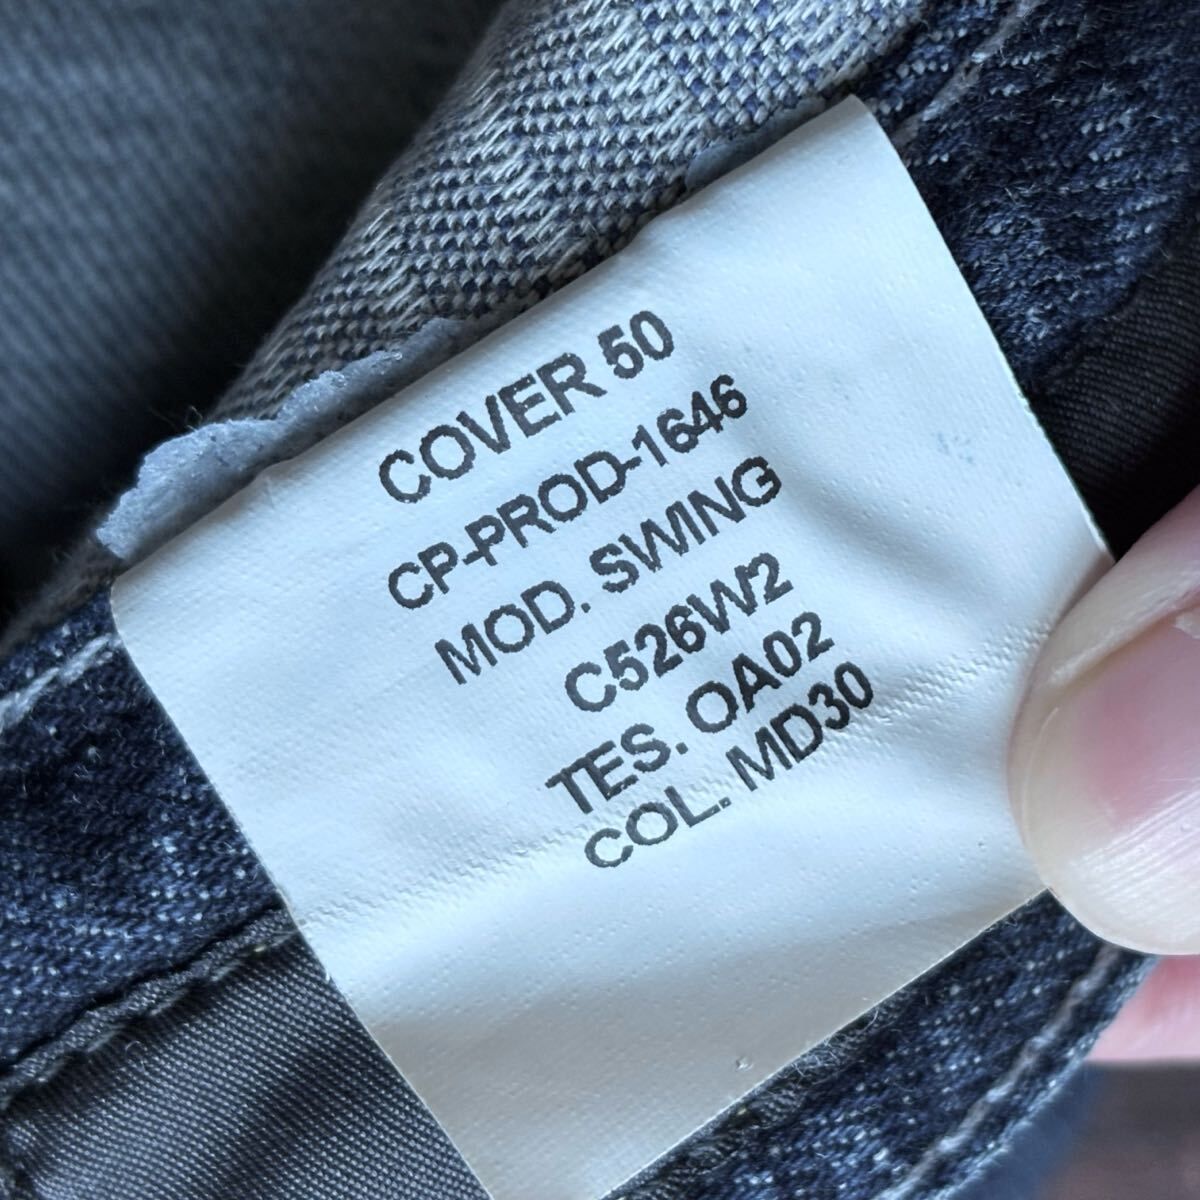 COVER 50
CP-PROD-1646
MOD. SWING
C526W2
TES. OA02
COL. MD30